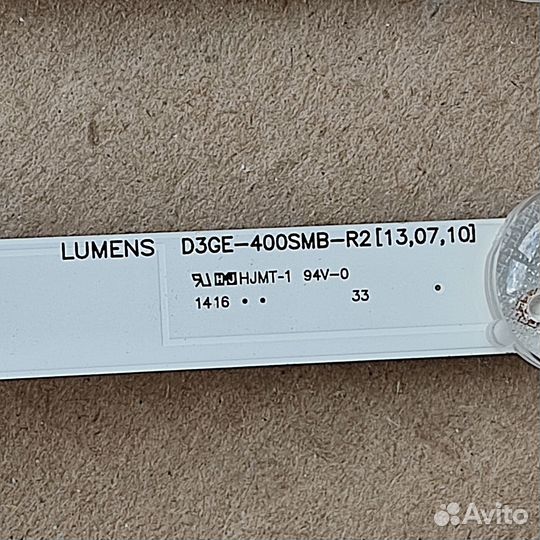 LUMENS D3GE-400SMB-R2[13,07,10]
HJMT-1 94V-0
1416 • • 33
Avito